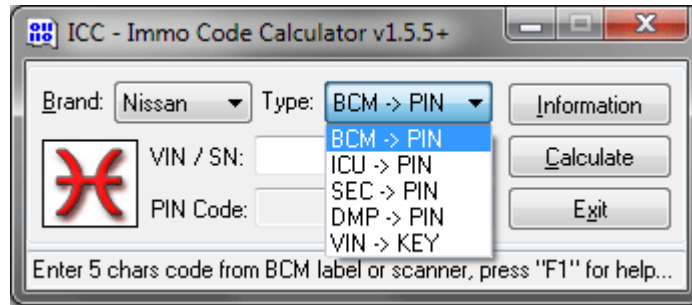 ICC - Immo Code Calculator v1.5.5+
Brand: Nissan Type: BCM -> PIN Information
BCM -> PIN
VIN / SN: ICU -> PIN Calculate
SEC -> PIN
PIN Code: DMP -> PIN Exit
VIN -> KEY
Enter 5 chars code from BCM label or scanner, press "F1" for help...